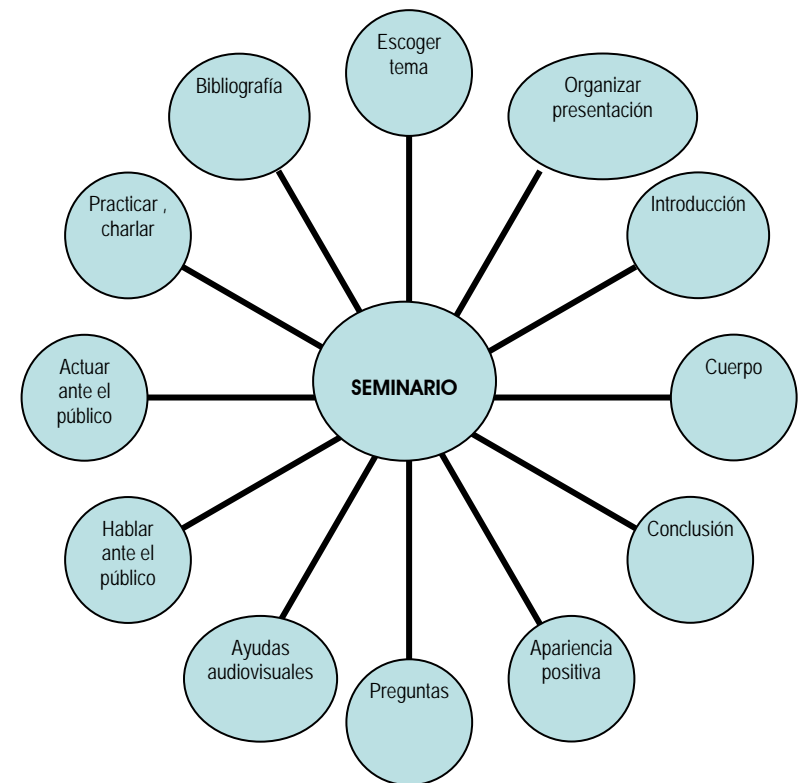 Escoger
tema
Organizar
presentación
Introducción
Cuerpo
Conclusión
Apariencia
positiva
Preguntas
Ayudas
audiovisuales
Hablar
ante el
público
Actuar
ante el
público
Practicar ,
charlar
Bibliografía
SEMINARIO